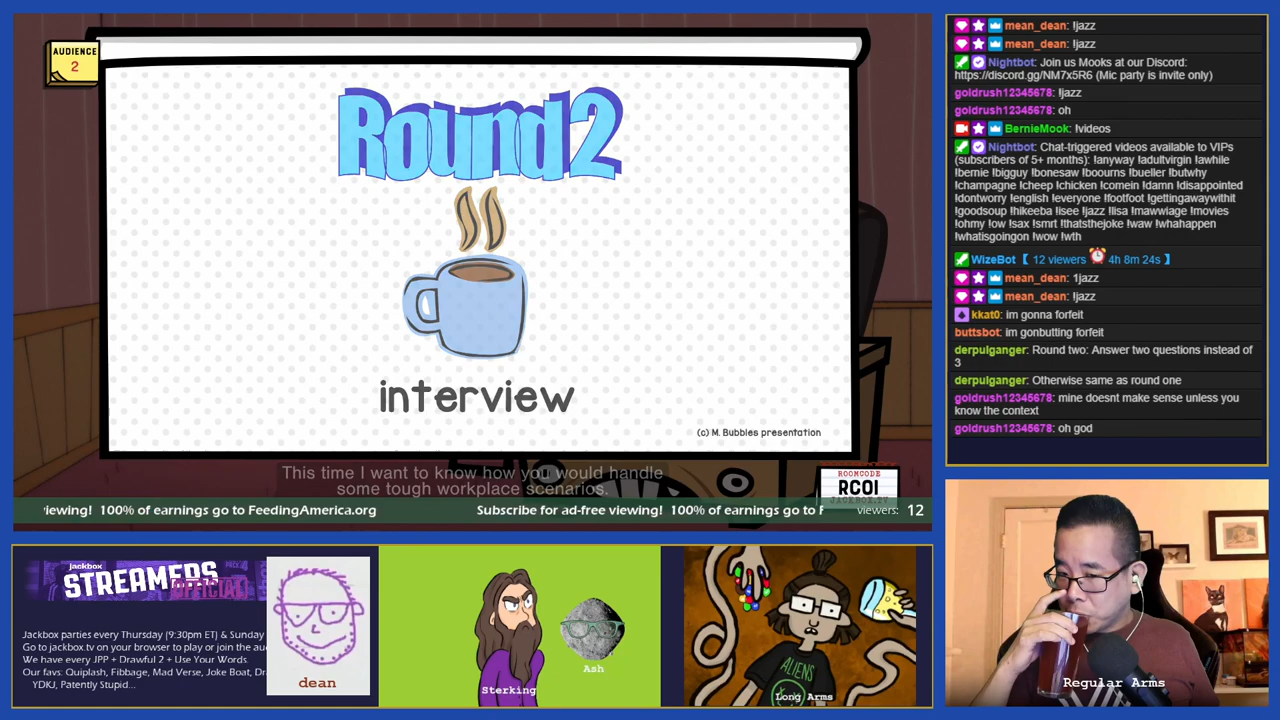 AUDIENCE
2
Round 2
interview
(c) M. Bubbles presentation
This time I want to know how you would handle
some tough workplace scenarios.
ROOMCODE
RCOI
JACKBOX.TV
iewing! 100% of earnings go to FeedingAmerica.org
Subscribe for ad-free viewing! 100% of earnings go to F
viewers: 12
mean_dean: !jazz
mean_dean: !jazz
Nightbot: Join us Mooks at our Discord:
https://discord.gg/NM7x5R6 (Mic party is invite only)
goldrush12345678: !jazz
goldrush12345678: oh
BernieMook: !videos
Nightbot: Chat-triggered videos available to VIPs
(subscribers of 5+ months): !anyway !adultvirgin !awhile
!bernie !bigguy !bonesaw !boourns !bueller !butwhy
!champagne !cheep !chicken !comein !damn !disappointed
!dontworry !english !everyone !footfoot !gettingawaywithit
!goodsoup !hikeeba !isee !jazz !lisa !mawwiage !movies
!ohmy !ow !sax !smrt !thatsthejoke !waw !whahappen
!whatisgoingon !wow !wth
WizeBot 【 12 viewers ⏰ 4h 8m 24s 】
mean_dean: 1jazz
mean_dean: !jazz
kkat0: im gonna forfeit
buttsbot: im gonbutting forfeit
derpulganger: Round two: Answer two questions instead of
3
derpulganger: Otherwise same as round one
goldrush12345678: mine doesnt make sense unless you
know the context
goldrush12345678: oh god
jackbox
STREAMERS
OFFICIAL
Jackbox parties every Thursday (9:30pm ET) & Sunday
Go to jackbox.tv on your browser to play or join the au
We have every JPP + Drawful 2 + Use Your Words
Our favs: Quiplash, Fibbage, Mad Verse, Joke Boat, Dr
YDKJ, Patently Stupid...
dean
Sterking
Ash
ALIENS
Long Arms
Regular Arms